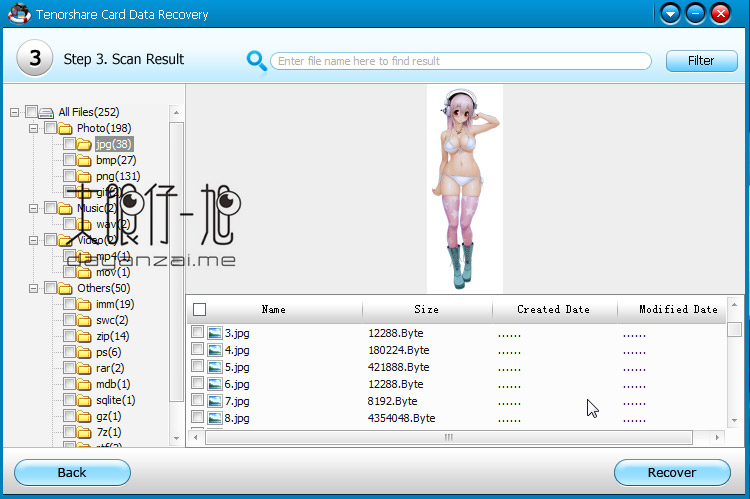 Tenorshare Card Data Recovery
3
Step 3. Scan Result
Enter file name here to find result
Filter
All Files(252)
Photo(198)
jpg(38)
bmp(27)
png(131)
Music(2)
wav(2)
Video(2)
mp4(1)
mov(1)
Others(50)
imm(19)
swc(2)
zip(14)
ps(6)
rar(2)
mdb(1)
sqlite(1)
gz(1)
7z(1)
大眼仔-旭
dayanzai.me
Name Size Created Date Modified Date
3.jpg 12288.Byte ...... ......
4.jpg 180224.Byte ...... ......
5.jpg 421888.Byte ...... ......
6.jpg 12288.Byte ...... ......
7.jpg 8192.Byte ...... ......
8.jpg 4354048.Byte ...... ......
Back
Recover